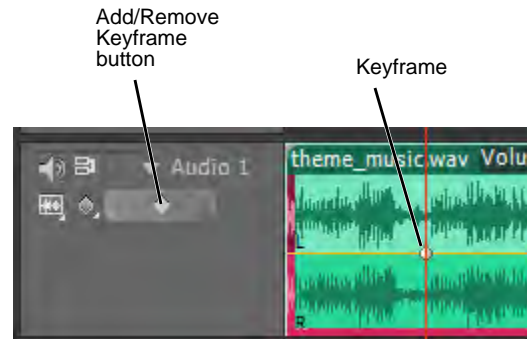 Add/Remove
Keyframe
button
Keyframe
Audio 1
theme_music.wav Volu
L
R